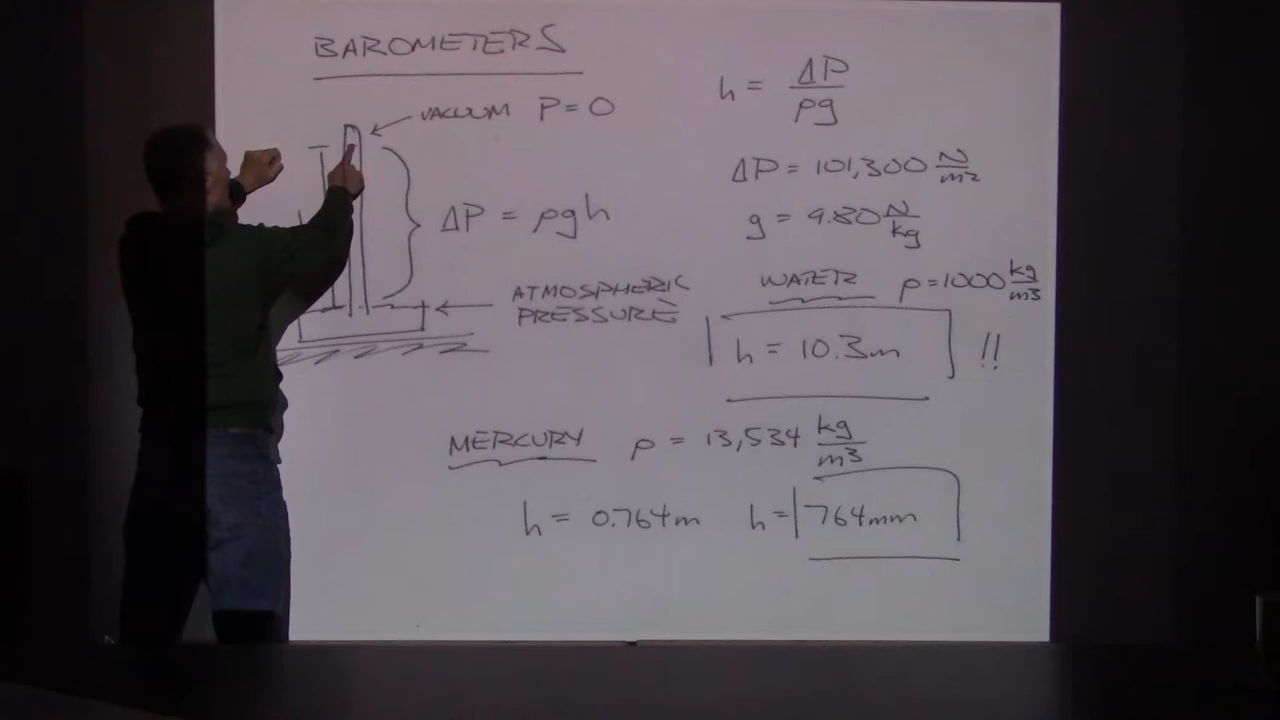 BAROMETERS
VACUUM P = 0
ΔP = ρgh
ATMOSPHERIC
PRESSURE
h = ΔP/ρg
ΔP = 101,300 N/m2
g = 9.80 N/kg
WATER ρ = 1000 kg/m3
h = 10.3m !!
MERCURY ρ = 13,534 kg/m3
h = 0.764m h = 764mm